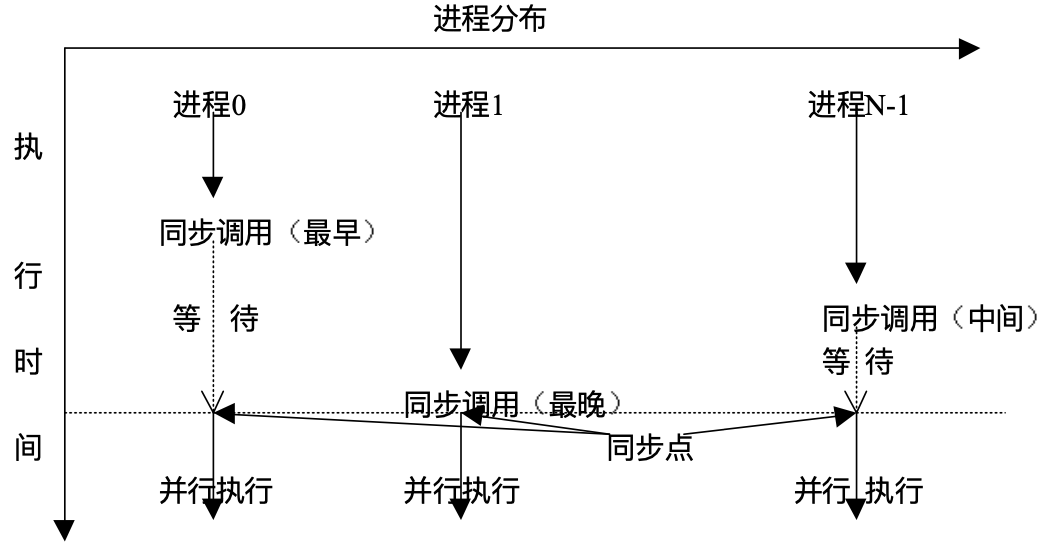 进程分布
进程0
进程1
进程N-1
执
行
时
间
同步调用（最早）
等 待
同步调用（中间）
等 待
同步调用（最晚）
同步点
并行执行
并行执行
并行 执行